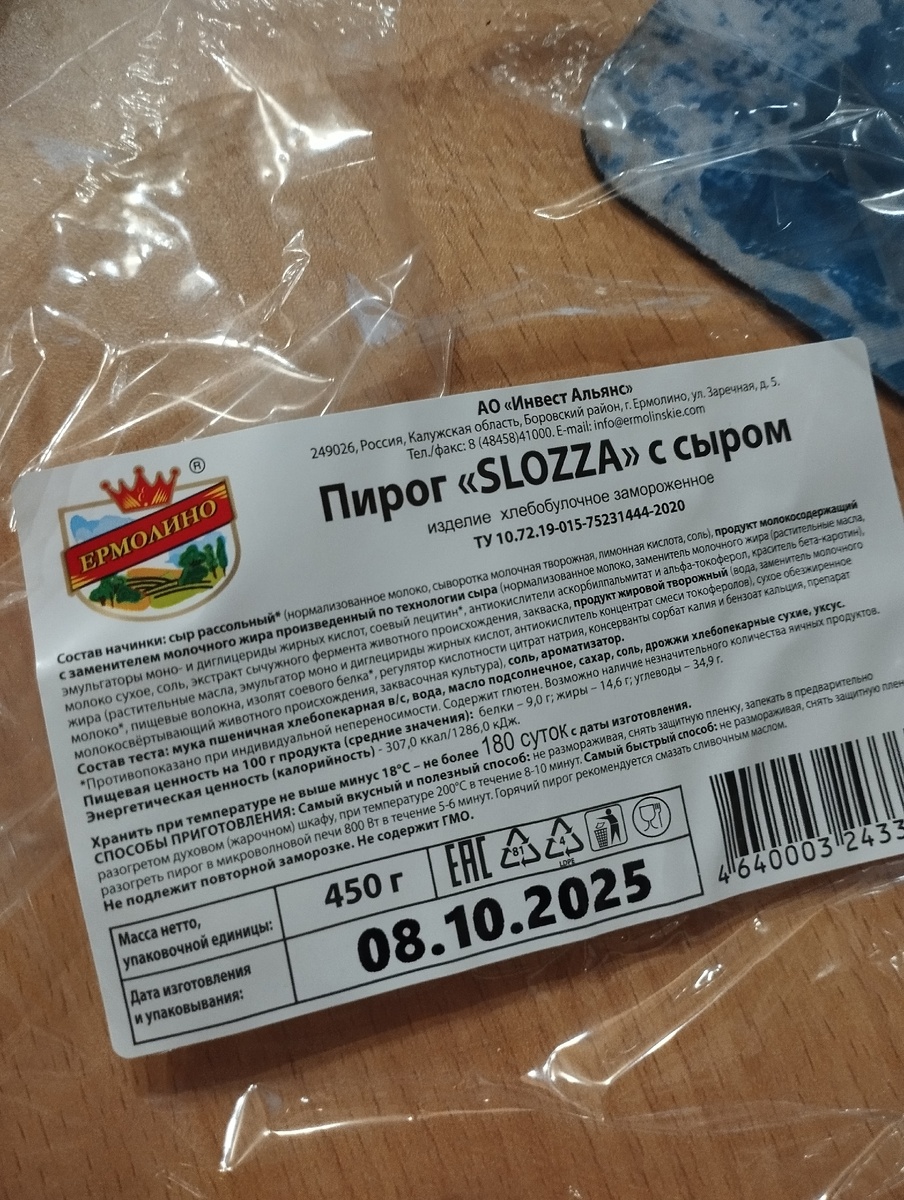 АО «Инвест Альянс»
249026, Россия, Калужская область, Боровский район, г. Ермолино, ул. Заречная, д. 5.
Тел./факс: 8 (48458)41000. E-mail: info@ermolinskie.com
®
ЕРМОЛИНО
Пирог «SLOZZA» с сыром
изделие хлебобулочное замороженное
ТУ 10.72.19-015-75231444-2020
Состав начинки: сыр рассольный* (нормализованное молоко, сыворотка молочная творожная, лимонная кислота, соль), продукт молокосодержащий
с заменителем молочного жира произведенный по технологии сыра (нормализованное молоко, заменитель молочного жира (растительные масла,
эмульгаторы моно- и диглицериды жирных кислот, соевый лецитин*, антиокислители аскорбилпальмитат и альфа-токоферол, краситель бета-каротин),
молоко сухое, соль, экстракт сычужного фермента животного происхождения, закваска, продукт жировой творожный (вода, заменитель молочного
жира (растительные масла, эмульгатор моно и диглицериды жирных кислот, антиокислитель концентрат смеси токоферолов), сухое обезжиренное
молоко*, пищевые волокна, изолят соевого белка*, регулятор кислотности цитрат натрия, консерванты сорбат калия и бензоат кальция, препарат
молокосвёртывающий животного происхождения, заквасочная культура), соль, ароматизатор.
Состав теста: мука пшеничная хлебопекарная в/с, вода, масло подсолнечное, сахар, соль, дрожжи хлебопекарные сухие, уксус.
*Противопоказано при индивидуальной непереносимости. Содержит глютен. Возможно наличие незначительного количества яичных продуктов.
Пищевая ценность на 100 г продукта (средние значения): белки – 9,0 г; жиры – 14,6 г; углеводы – 34,9 г.
Энергетическая ценность (калорийность) - 307,0 ккал/1286,0 кДж.
Хранить при температуре не выше минус 18°С – не более 180 суток с даты изготовления.
СПОСОБЫ ПРИГОТОВЛЕНИЯ: Самый вкусный и полезный способ: не размораживая, снять защитную пленку, запекать в предварительно
разогретом духовом (жарочном) шкафу, при температуре 200°С в течение 8-10 минут. Самый быстрый способ: не размораживая, снять защитную
разогреть пирог в микроволновой печи 800 Вт в течение 5-6 минут. Горячий пирог рекомендуется смазать сливочным маслом.
Не подлежит повторной заморозке. Не содержит ГМО.
Масса нетто,
упаковочной единицы:
450 г
EAC
81
4
LDPE
Дата изготовления
и упаковывания:
08.10.2025
4 640003 2433